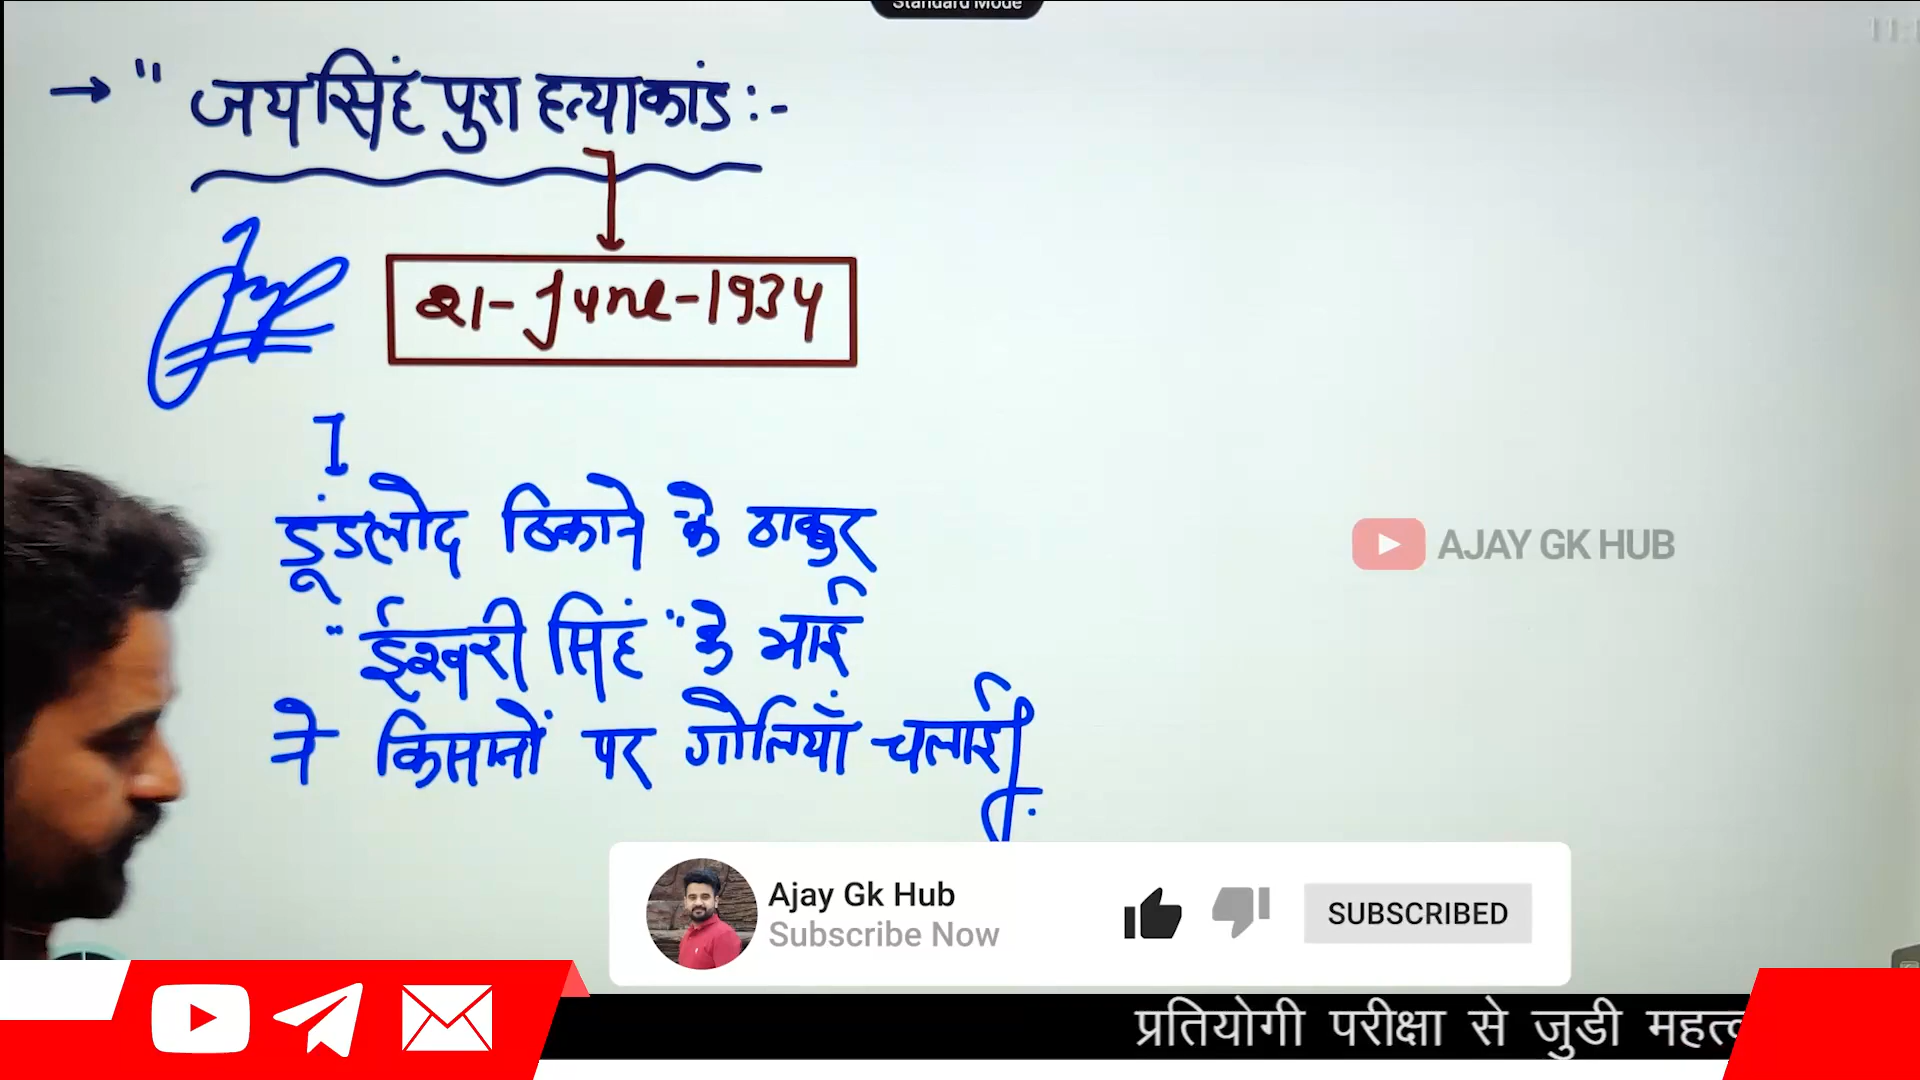 Standard Mode
→ " जयसिंह पुरा हत्याकांड :-
21-June-1934
डूंडलोद ठिकाने के ठाकुर
"ईश्वरी सिंह" के भाई
ने किसानों पर गोलियाँ चलाई
AJAY GK HUB
Ajay Gk Hub
Subscribe Now
SUBSCRIBED
प्रतियोगी परीक्षा से जुडी